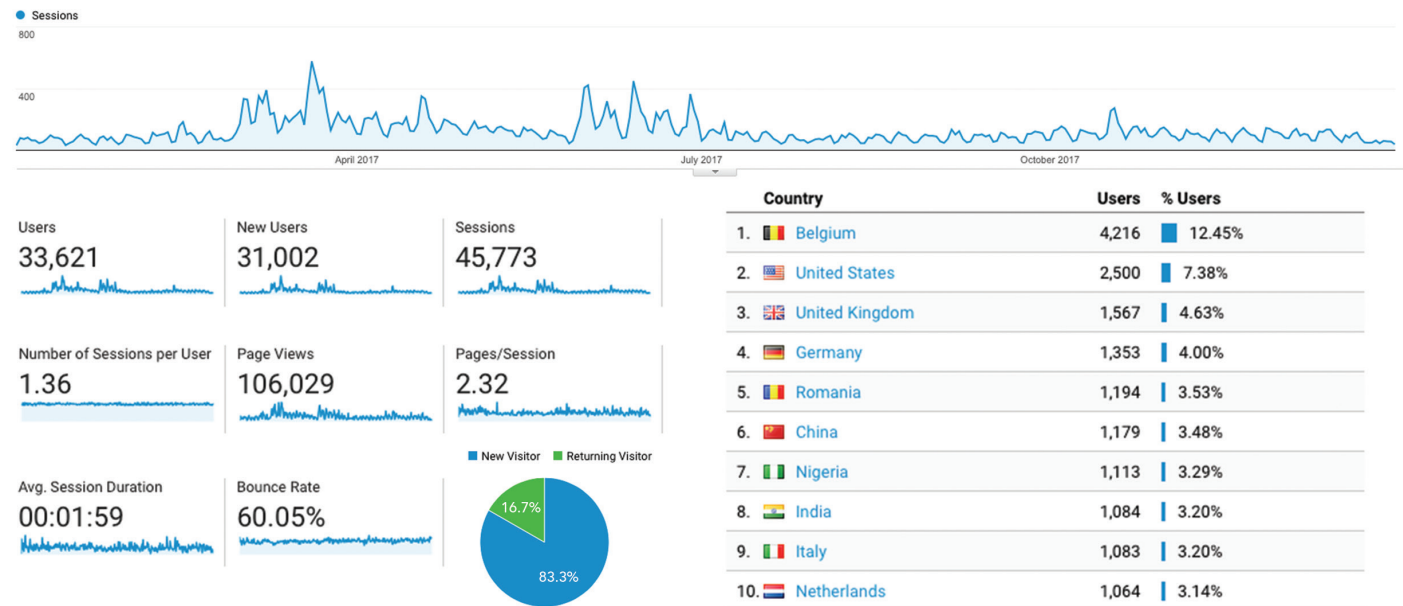 Sessions
800
400
April 2017
July 2017
October 2017
Users
33,621
New Users
31,002
Sessions
45,773
Number of Sessions per User
1.36
Page Views
106,029
Pages/Session
2.32
Avg. Session Duration
00:01:59
Bounce Rate
60.05%
New Visitor Returning Visitor
16.7%
83.3%
Country Users % Users
1. Belgium 4,216 12.45%
2. United States 2,500 7.38%
3. United Kingdom 1,567 4.63%
4. Germany 1,353 4.00%
5. Romania 1,194 3.53%
6. China 1,179 3.48%
7. Nigeria 1,113 3.29%
8. India 1,084 3.20%
9. Italy 1,083 3.20%
10. Netherlands 1,064 3.14%